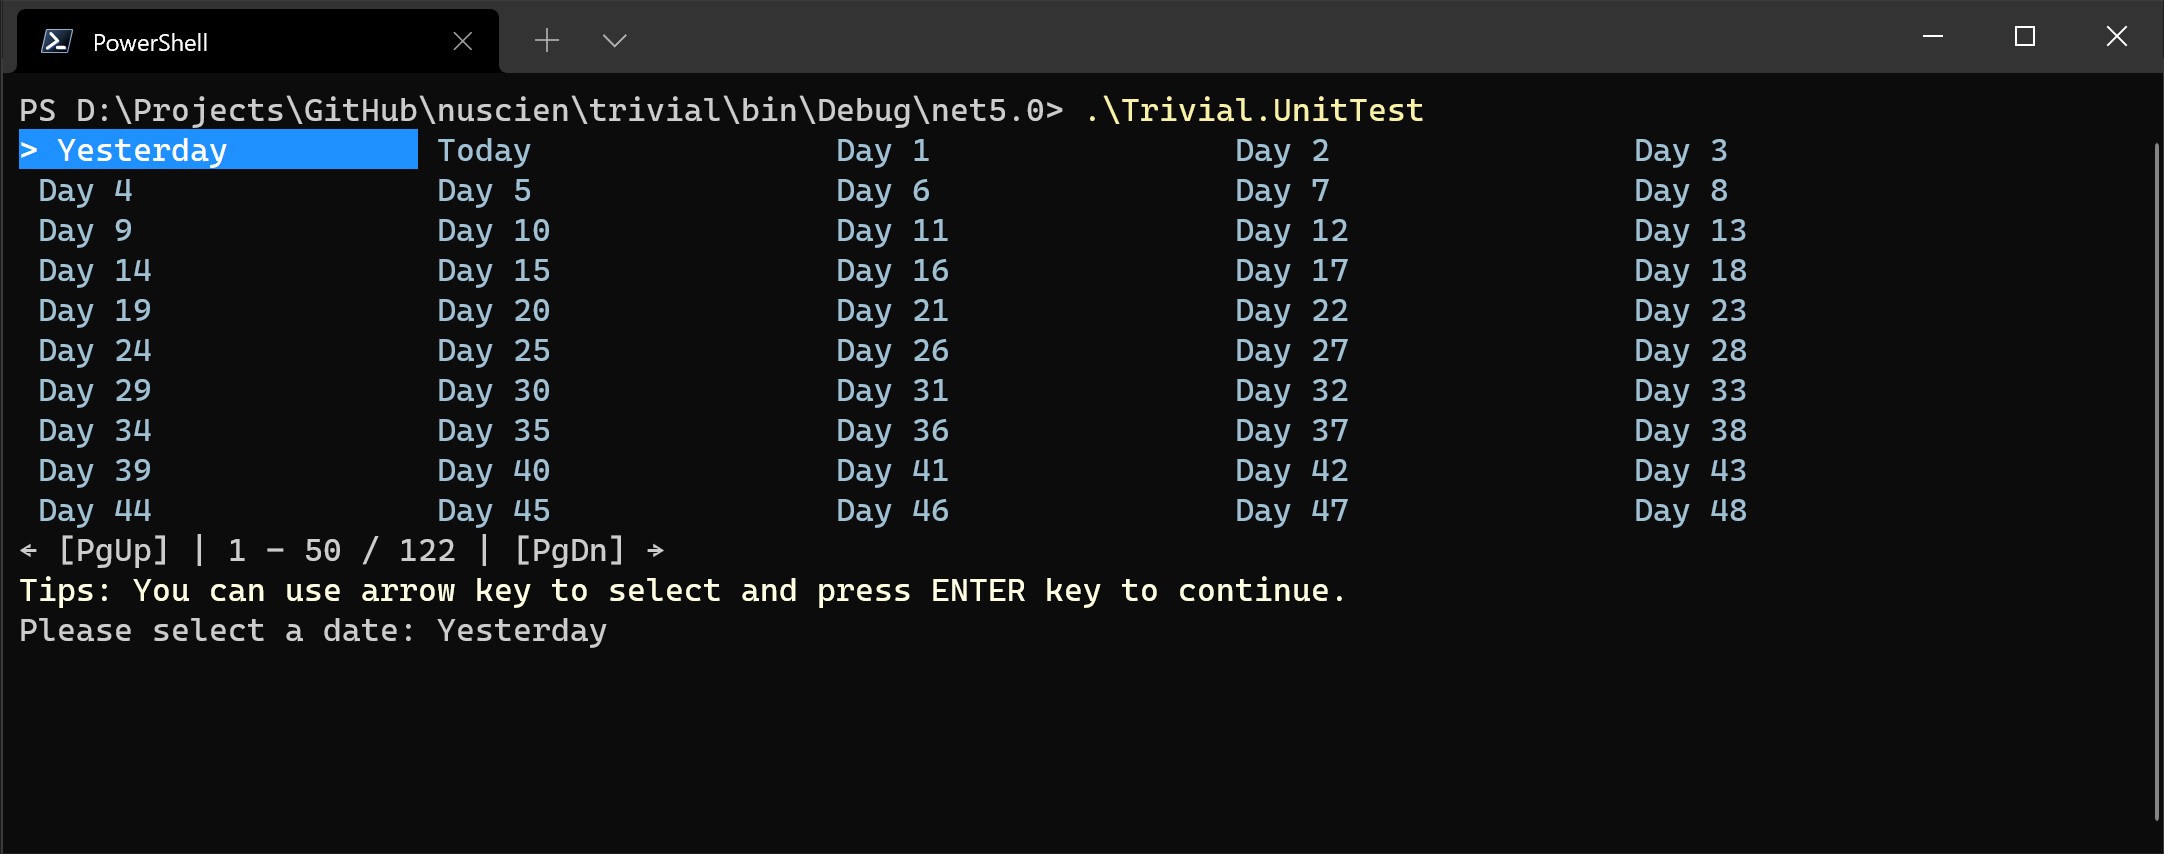 PowerShell
PS D:\Projects\GitHub\nuscien\trivial\bin\Debug\net5.0> .\Trivial.UnitTest
> Yesterday Today Day 1 Day 2 Day 3
Day 4 Day 5 Day 6 Day 7 Day 8
Day 9 Day 10 Day 11 Day 12 Day 13
Day 14 Day 15 Day 16 Day 17 Day 18
Day 19 Day 20 Day 21 Day 22 Day 23
Day 24 Day 25 Day 26 Day 27 Day 28
Day 29 Day 30 Day 31 Day 32 Day 33
Day 34 Day 35 Day 36 Day 37 Day 38
Day 39 Day 40 Day 41 Day 42 Day 43
Day 44 Day 45 Day 46 Day 47 Day 48
← [PgUp] | 1 - 50 / 122 | [PgDn] →
Tips: You can use arrow key to select and press ENTER key to continue.
Please select a date: Yesterday